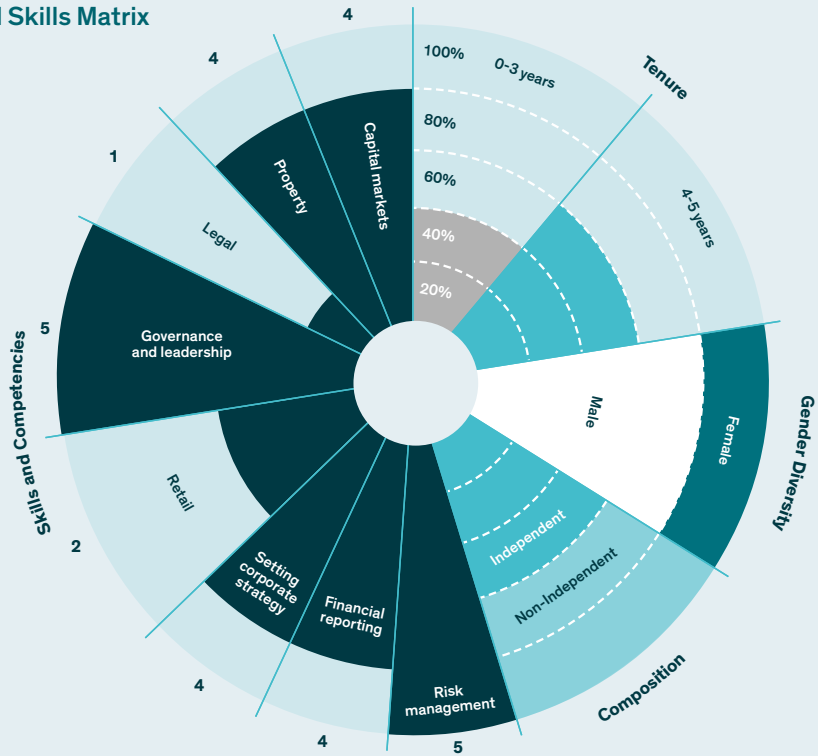 Skills Matrix
4
4
1
5
2
4
4
5
100%
80%
60%
40%
20%
0-3 years
4-5 years
Tenure
Male
Female
Gender Diversity
Independent
Non-Independent
Composition
Risk
management
Financial
reporting
Setting
corporate
strategy
Retail
Governance
and leadership
Legal
Property
Capital markets
Skills and Competencies